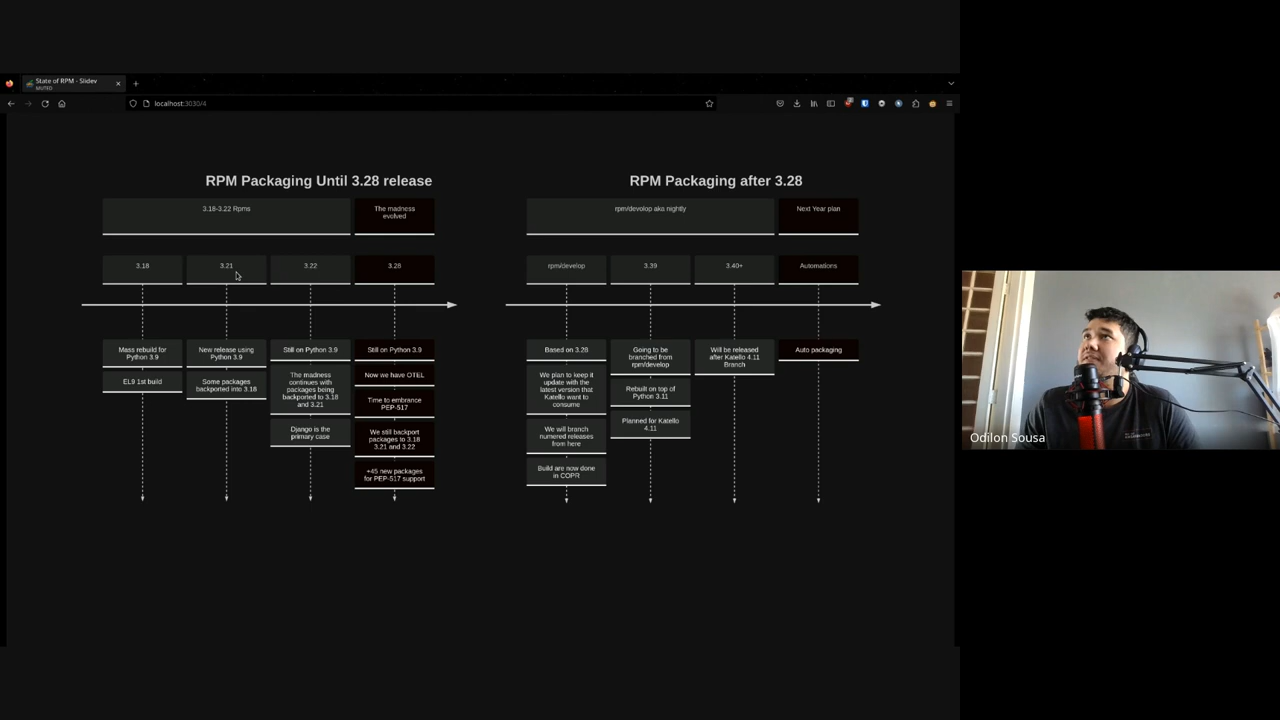 State of RPM - Slidev
MUTED
localhost:3030/4
RPM Packaging Until 3.28 release
3.18-3.22 Rpms
The madness
evolved
3.18
3.21
3.22
3.28
Mass rebuild for
Python 3.9
EL9 1st build
New release using
Python 3.9
Some packages
backported into 3.18
Still on Python 3.9
The madness
continues with
packages being
backported to 3.18
and 3.21
Django is the
primary case
Still on Python 3.9
Now we have OTEL
Time to embrance
PEP-517
We still backport
packages to 3.18
3.21 and 3.22
+45 new packages
for PEP-517 support
RPM Packaging after 3.28
rpm/devolop aka nightly
Next Year plan
rpm/develop
3.39
3.40+
Automations
Based on 3.28
We plan to keep it
update with the
latest version that
Katello want to
consume
We will branch
numered releases
from here
Build are now done
in COPR
Going to be
branched from
rpm/develop
Rebuilt on top of
Python 3.11
Planned for Katello
4.11
Will be released
after Katello 4.11
Branch
Auto packaging
Odilon Sousa